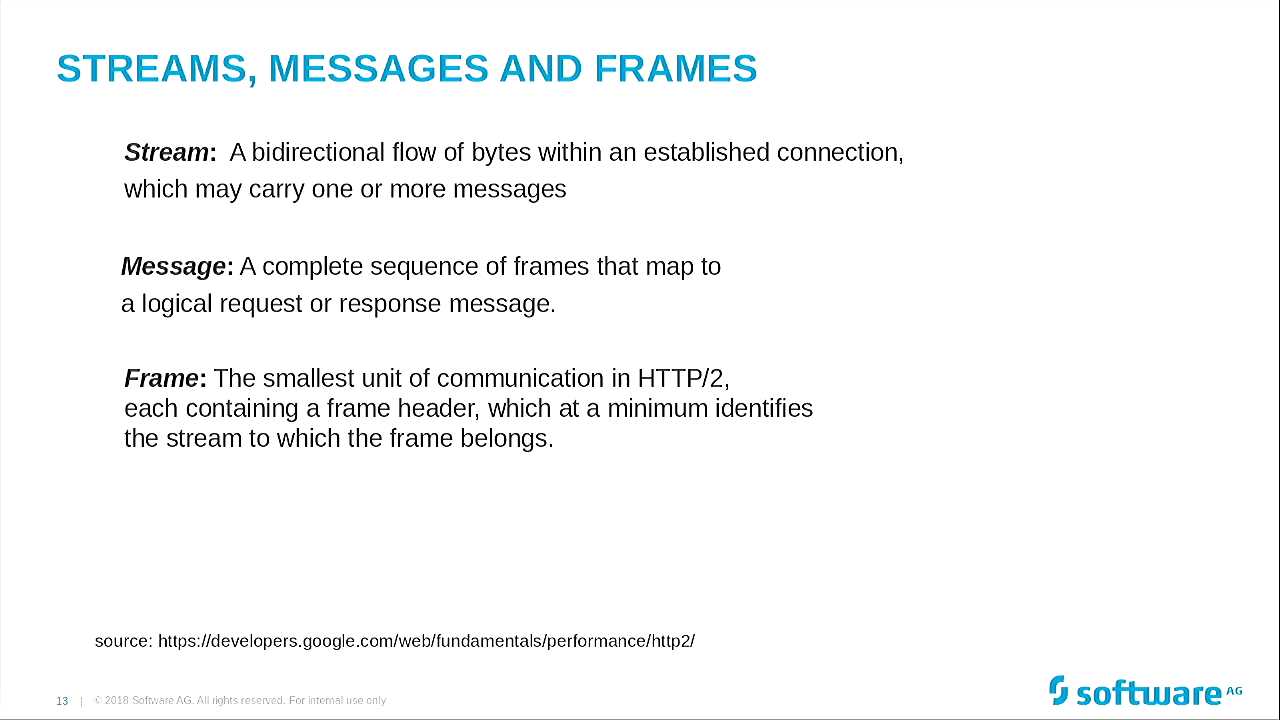 STREAMS, MESSAGES AND FRAMES
Stream: A bidirectional flow of bytes within an established connection,
which may carry one or more messages
Message: A complete sequence of frames that map to
a logical request or response message.
Frame: The smallest unit of communication in HTTP/2,
each containing a frame header, which at a minimum identifies
the stream to which the frame belongs.
source: https://developers.google.com/web/fundamentals/performance/http2/
13 | © 2018 Software AG. All rights reserved. For internal use only
software AG